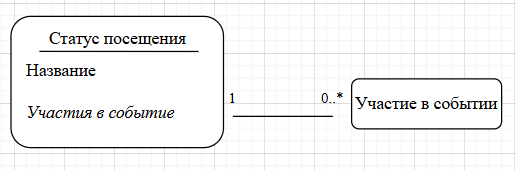 Статус посещения
Название
Участия в событие
1
0..*
Участие в событии